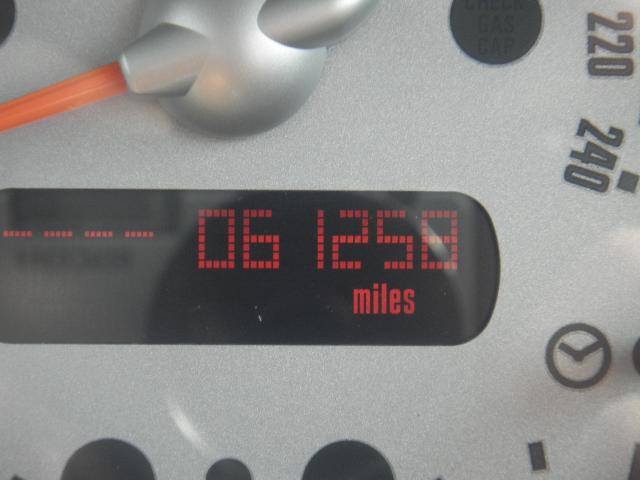 CHECK
GAS
CAP
220
240
---- 061258
miles